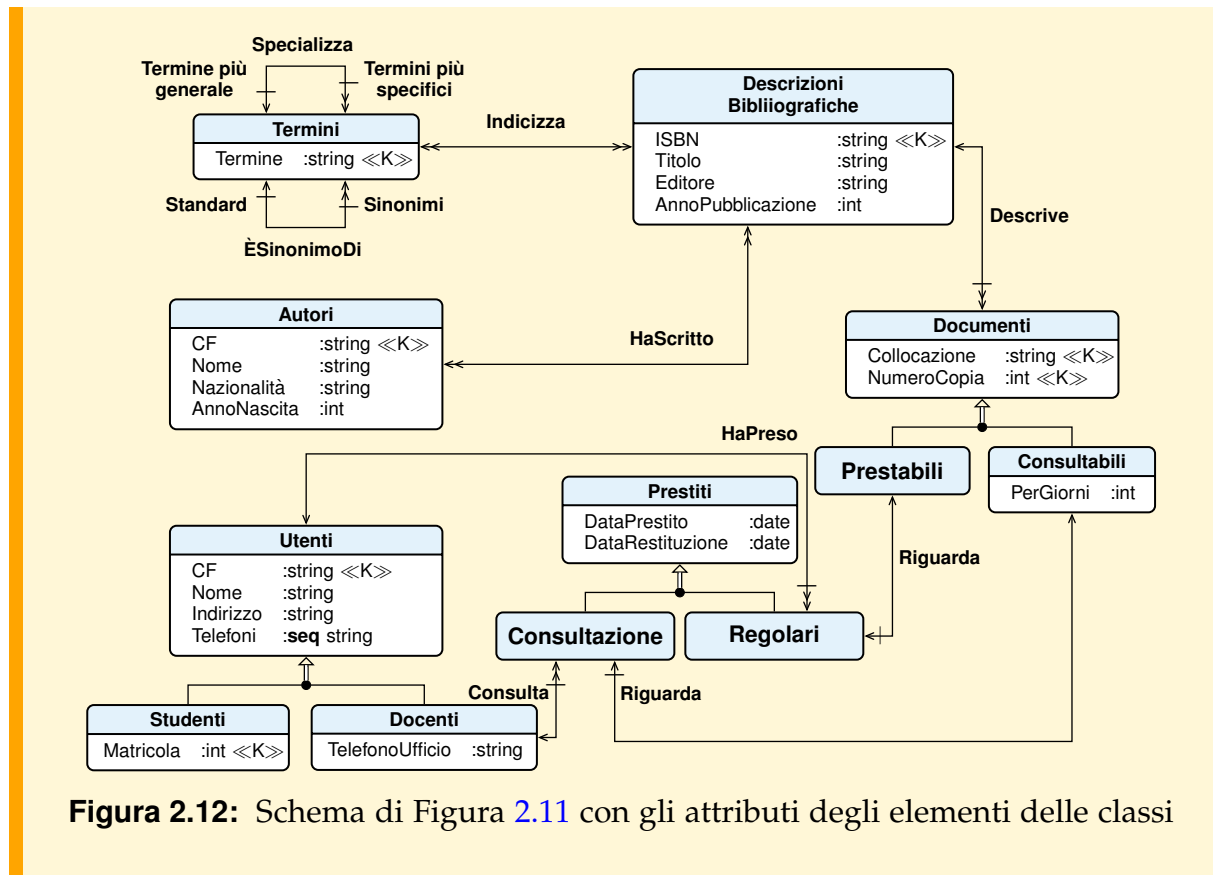 Specializza
Termine più
generale
Termini più
specifici
Termini
Termine :string ≪K≫
Standard
Sinonimi
ÈSinonimoDi
Indicizza
Descrizioni
Bibliiografiche
ISBN :string ≪K≫
Titolo :string
Editore :string
AnnoPubblicazione :int
Descrive
Autori
CF :string ≪K≫
Nome :string
Nazionalità :string
AnnoNascita :int
HaScritto
Documenti
Collocazione :string ≪K≫
NumeroCopia :int ≪K≫
HaPreso
Prestabili
Consultabili
PerGiorni :int
Prestiti
DataPrestito :date
DataRestituzione :date
Utenti
CF :string ≪K≫
Nome :string
Indirizzo :string
Telefoni :seq string
Riguarda
Consultazione
Regolari
Consulta
Riguarda
Studenti
Matricola :int ≪K≫
Docenti
TelefonoUfficio :string
Figura 2.12: Schema di Figura 2.11 con gli attributi degli elementi delle classi